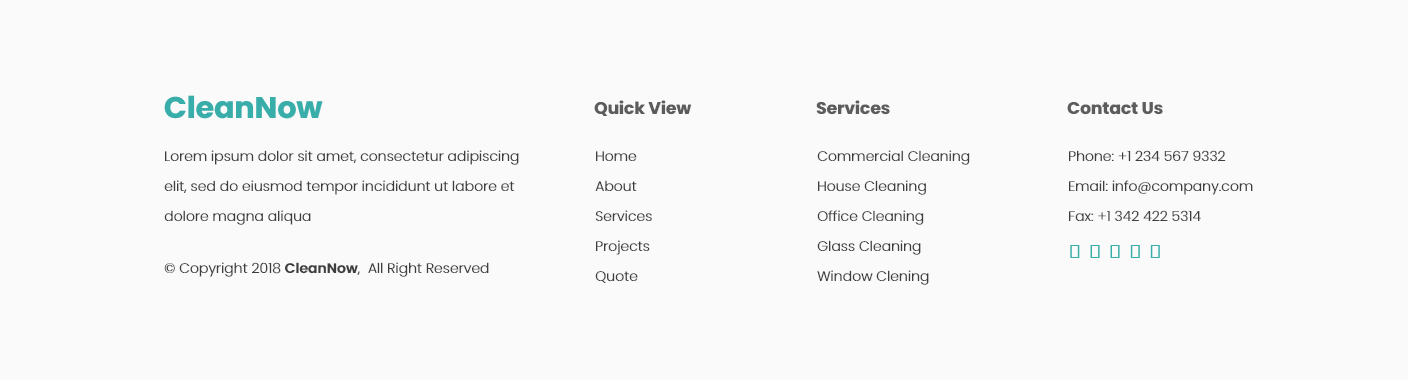 CleanNow
Lorem ipsum dolor sit amet, consectetur adipiscing
elit, sed do eiusmod tempor incididunt ut labore et
dolore magna aliqua
© Copyright 2018 CleanNow,  All Right Reserved
Quick View
Home
About
Services
Projects
Quote
Services
Commercial Cleaning
House Cleaning
Office Cleaning
Glass Cleaning
Window Clening
Contact Us
Phone: +1 234 567 9332
Email: info@company.com
Fax: +1 342 422 5314